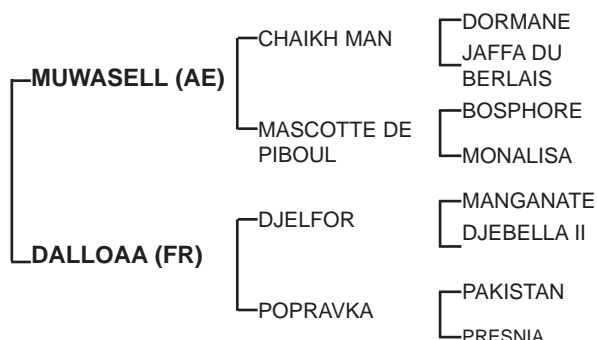 DORMANE
CHAIKH MAN
JAFFA DU
BERLAIS
MUWASELL (AE)
BOSPHORE
MASCOTTE DE
PIBOUL
MONALISA
MANGANATE
DJELFOR
DJEBELLA II
DALLOAA (FR)
PAKISTAN
POPRAVKA
PRESNIA